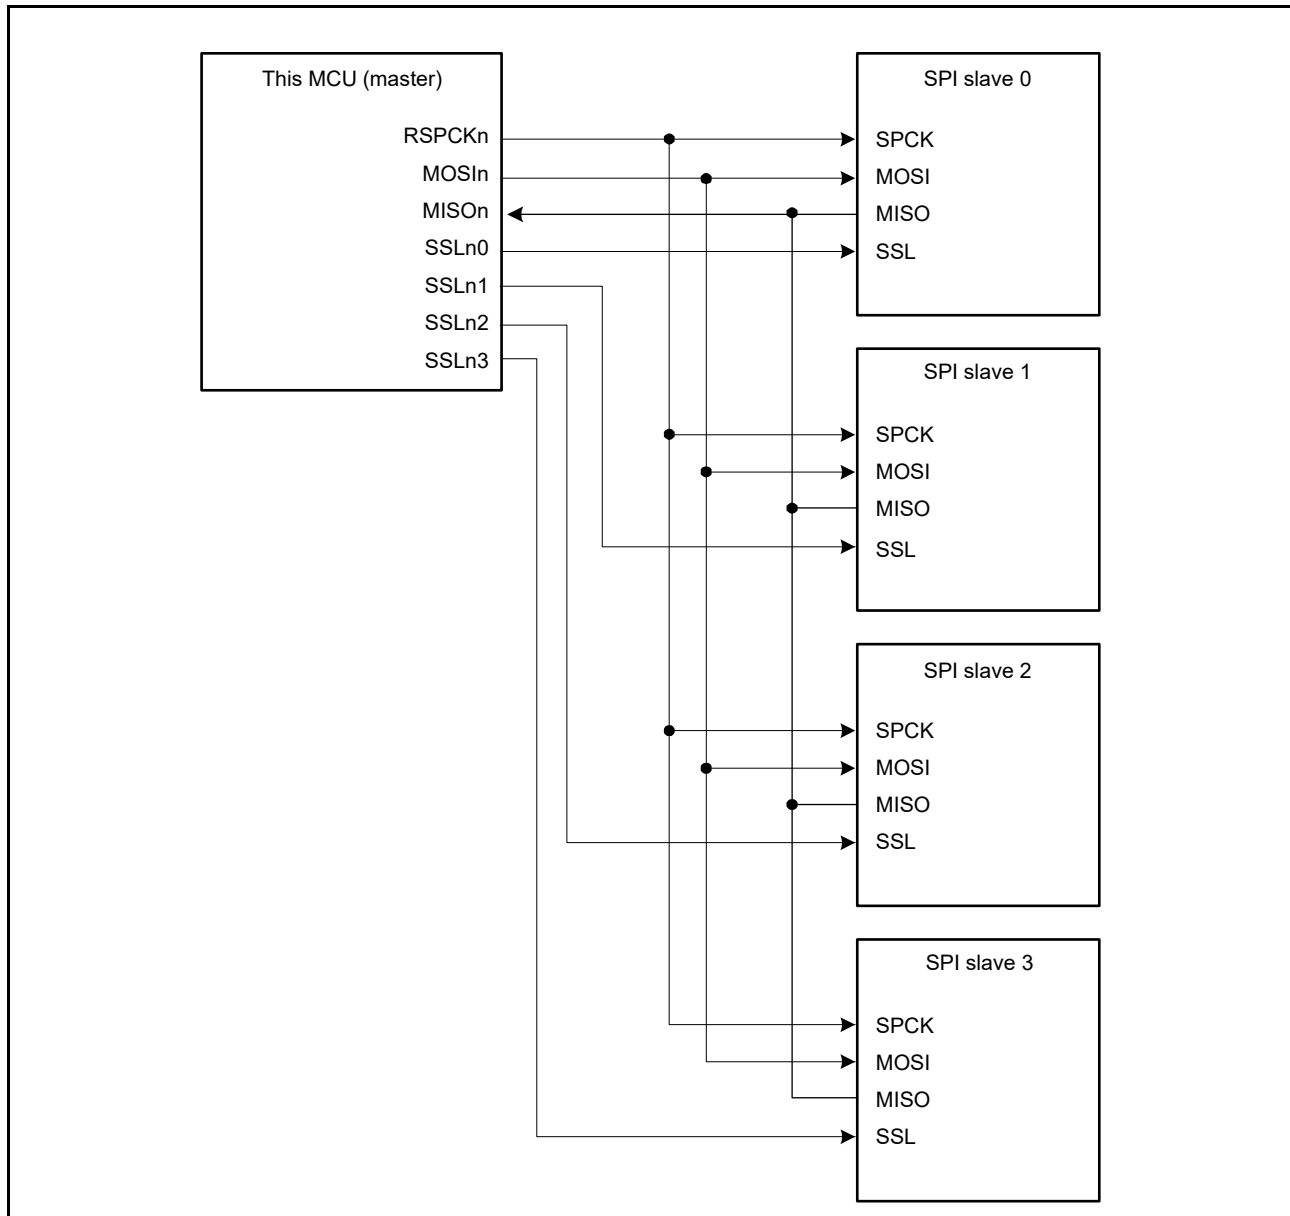 This MCU (master)
RSPCKn
MOSIn
MISOn
SSLn0
SSLn1
SSLn2
SSLn3
SPI slave 0
SPCK
MOSI
MISO
SSL
SPI slave 1
SPCK
MOSI
MISO
SSL
SPI slave 2
SPCK
MOSI
MISO
SSL
SPI slave 3
SPCK
MOSI
MISO
SSL